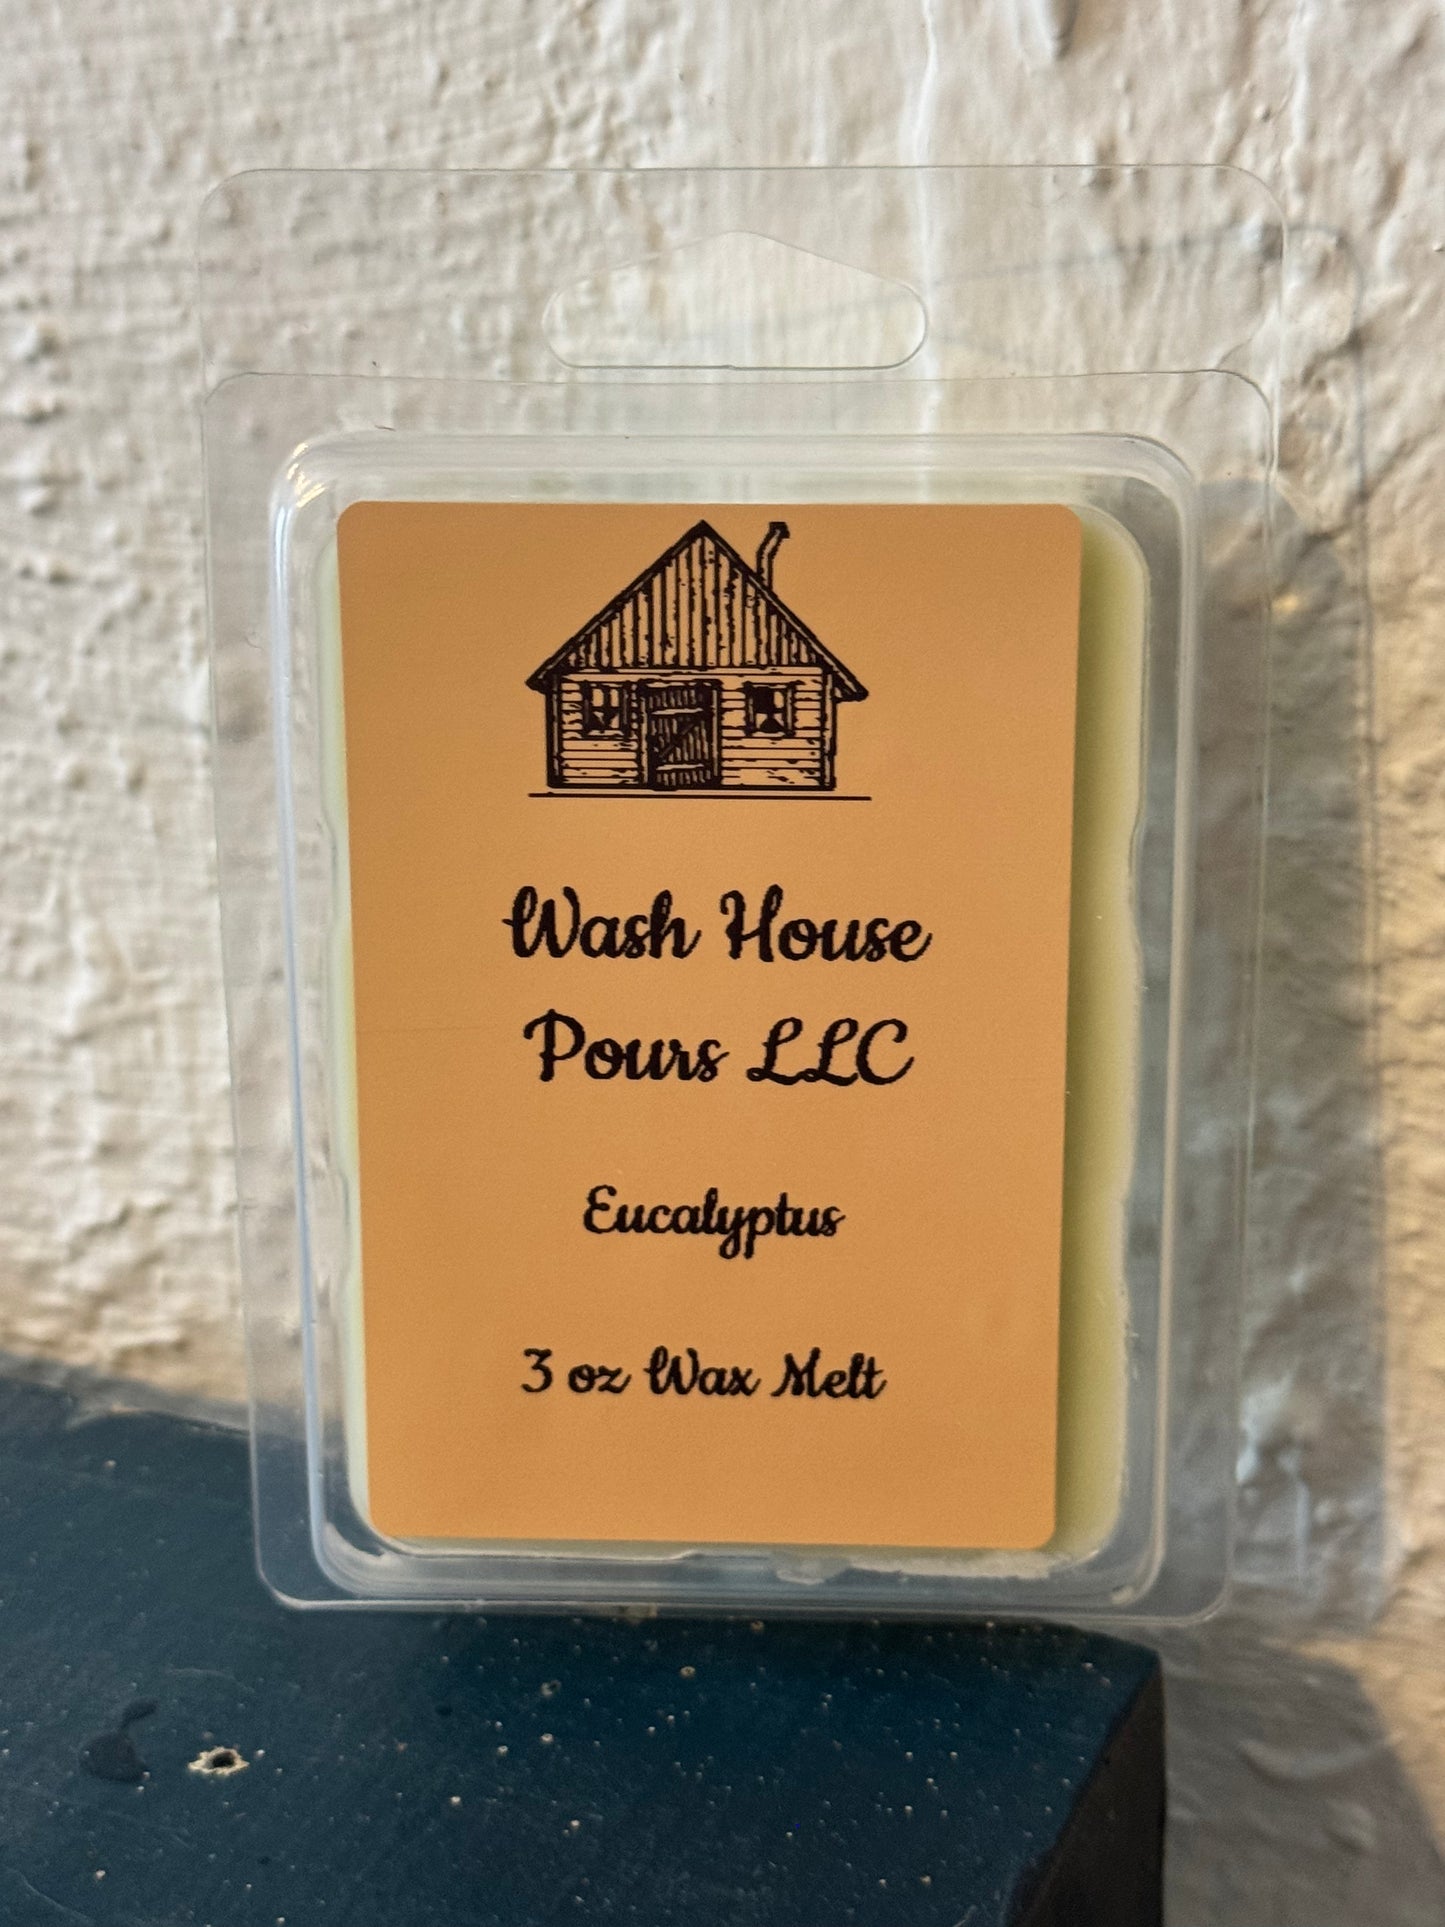 Wash House
Pours LLC
Eucalyptus
3 oz Wax Melt